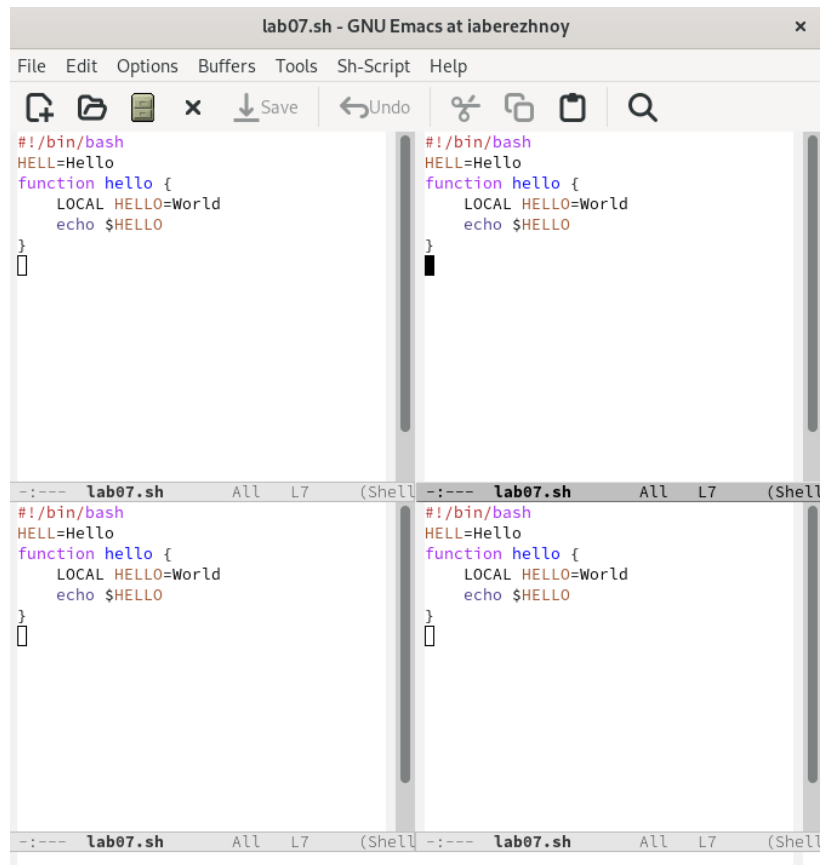 lab07.sh - GNU Emacs at iaberezhnoy ×
File Edit Options Buffers Tools Sh-Script Help
Save Undo
#!/bin/bash
HELL=Hello
function hello {
    LOCAL HELLO=World
    echo $HELLO
}
-:--- lab07.sh All L7 (Shell
#!/bin/bash
HELL=Hello
function hello {
    LOCAL HELLO=World
    echo $HELLO
}
-:--- lab07.sh All L7 (Shell
#!/bin/bash
HELL=Hello
function hello {
    LOCAL HELLO=World
    echo $HELLO
}
-:--- lab07.sh All L7 (Shell
#!/bin/bash
HELL=Hello
function hello {
    LOCAL HELLO=World
    echo $HELLO
}
-:--- lab07.sh All L7 (Shell